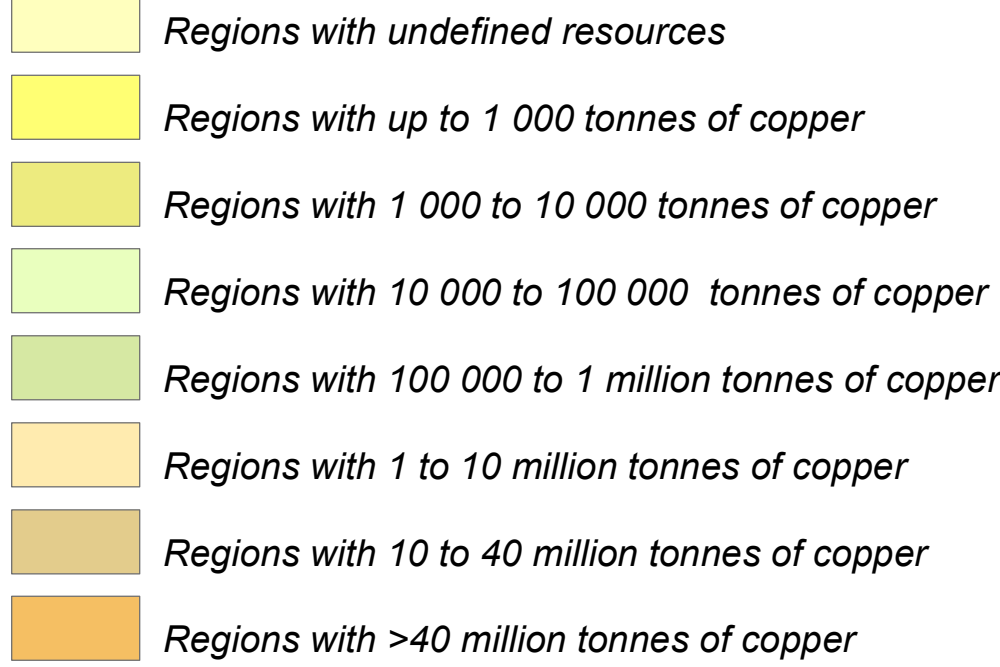 Regions with undefined resources
Regions with up to 1 000 tonnes of copper
Regions with 1 000 to 10 000 tonnes of copper
Regions with 10 000 to 100 000  tonnes of copper
Regions with 100 000 to 1 million tonnes of copper
Regions with 1 to 10 million tonnes of copper
Regions with 10 to 40 million tonnes of copper
Regions with >40 million tonnes of copper